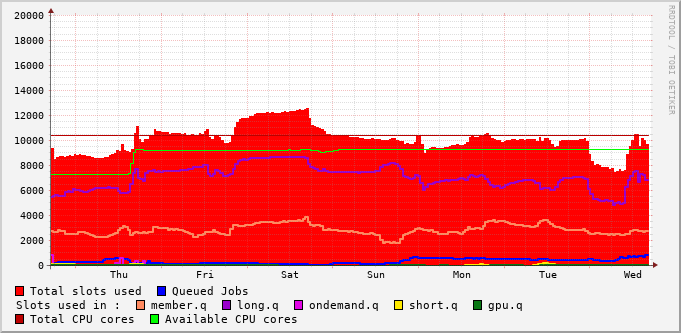 20000
18000
16000
14000
12000
10000
8000
6000
4000
2000
0
Thu Fri Sat Sun Mon Tue Wed
RRDTOOL / TOBI OETIKER
Total slots used Queued Jobs
Slots used in : member.q long.q ondemand.q short.q gpu.q
Total CPU cores Available CPU cores